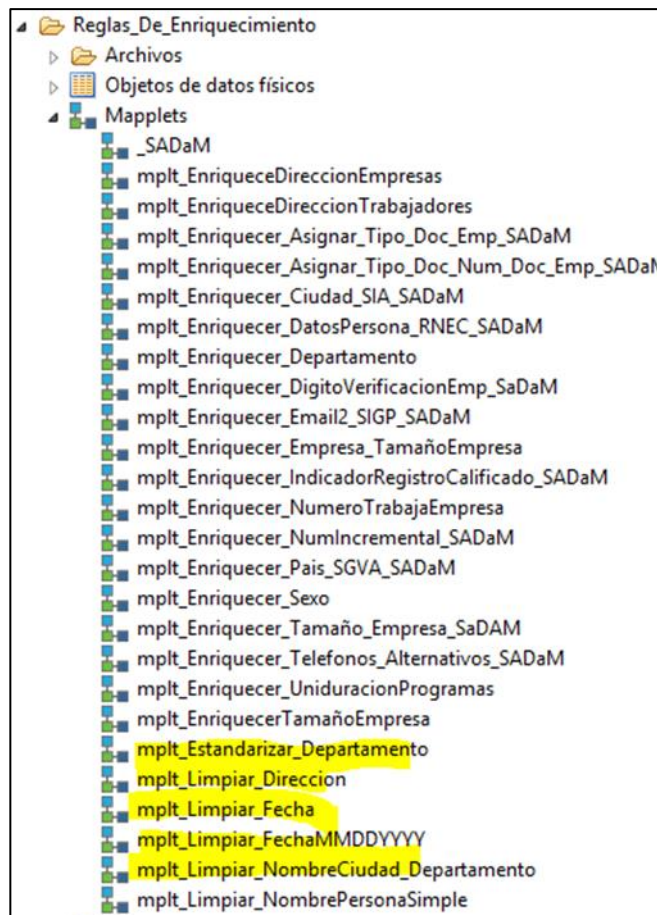 Reglas_De_Enriquecimiento
Archivos
Objetos de datos físicos
Mapplets
_SADaM
mplt_EnriqueceDireccionEmpresas
mplt_EnriqueceDireccionTrabajadores
mplt_Enriquecer_Asignar_Tipo_Doc_Emp_SADaM
mplt_Enriquecer_Asignar_Tipo_Doc_Num_Doc_Emp_SADaM
mplt_Enriquecer_Ciudad_SIA_SADaM
mplt_Enriquecer_DatosPersona_RNEC_SADaM
mplt_Enriquecer_Departamento
mplt_Enriquecer_DigitoVerificacionEmp_SaDaM
mplt_Enriquecer_Email2_SIGP_SADaM
mplt_Enriquecer_Empresa_TamañoEmpresa
mplt_Enriquecer_IndicadorRegistroCalificado_SADaM
mplt_Enriquecer_NumeroTrabajaEmpresa
mplt_Enriquecer_NumIncremental_SADaM
mplt_Enriquecer_Pais_SGVA_SADaM
mplt_Enriquecer_Sexo
mplt_Enriquecer_Tamaño_Empresa_SaDAM
mplt_Enriquecer_Telefonos_Alternativos_SADaM
mplt_Enriquecer_UniduracionProgramas
mplt_EnriquecerTamañoEmpresa
mplt_Estandarizar_Departamento
mplt_Limpiar_Direccion
mplt_Limpiar_Fecha
mplt_Limpiar_FechaMMDDYYYY
mplt_Limpiar_NombreCiudad_Departamento
mplt_Limpiar_NombrePersonaSimple